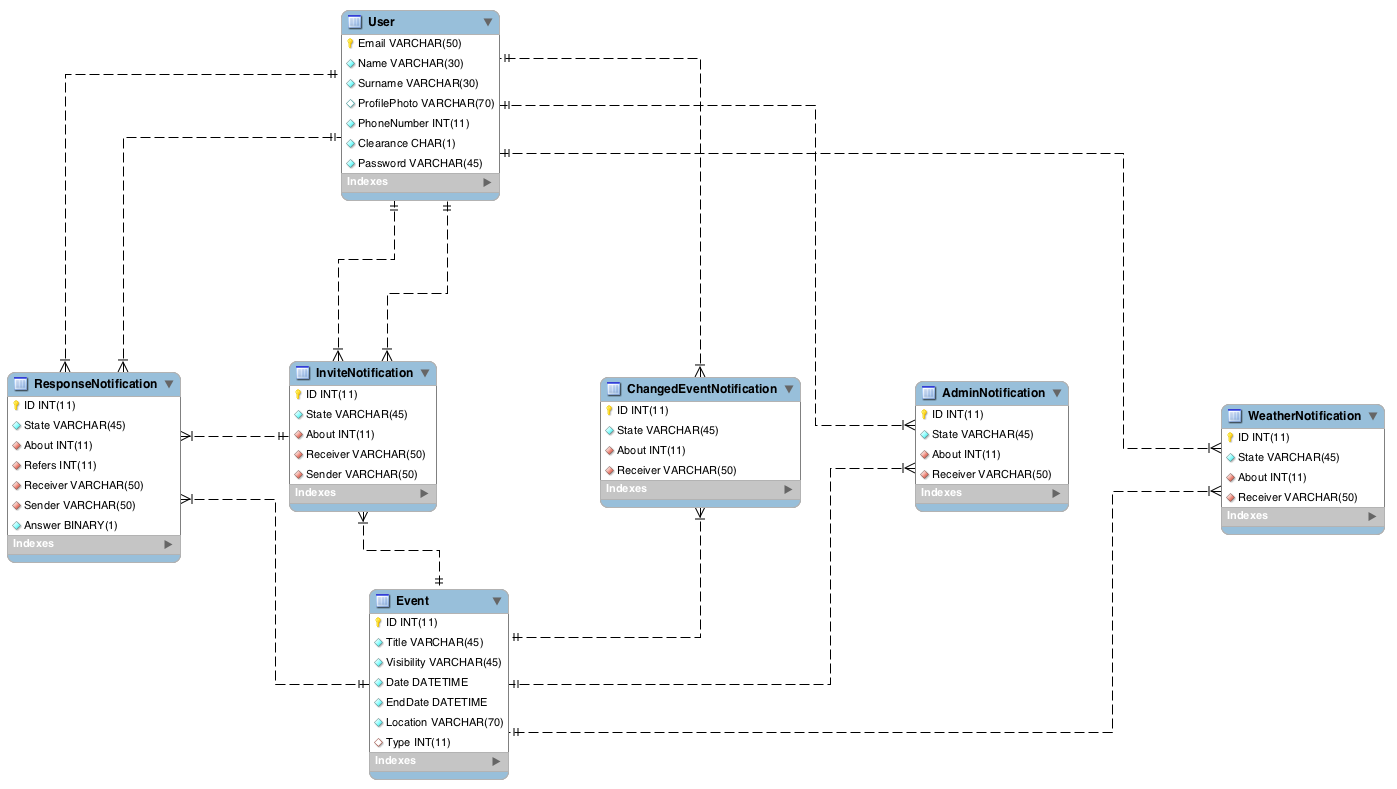 User
Email VARCHAR(50)
Name VARCHAR(30)
Surname VARCHAR(30)
ProfilePhoto VARCHAR(70)
PhoneNumber INT(11)
Clearance CHAR(1)
Password VARCHAR(45)
Indexes
ResponseNotification
ID INT(11)
State VARCHAR(45)
About INT(11)
Refers INT(11)
Receiver VARCHAR(50)
Sender VARCHAR(50)
Answer BINARY(1)
Indexes
InviteNotification
ID INT(11)
State VARCHAR(45)
About INT(11)
Receiver VARCHAR(50)
Sender VARCHAR(50)
Indexes
ChangedEventNotification
ID INT(11)
State VARCHAR(45)
About INT(11)
Receiver VARCHAR(50)
Indexes
AdminNotification
ID INT(11)
State VARCHAR(45)
About INT(11)
Receiver VARCHAR(50)
Indexes
WeatherNotification
ID INT(11)
State VARCHAR(45)
About INT(11)
Receiver VARCHAR(50)
Indexes
Event
ID INT(11)
Title VARCHAR(45)
Visibility VARCHAR(45)
Date DATETIME
EndDate DATETIME
Location VARCHAR(70)
Type INT(11)
Indexes